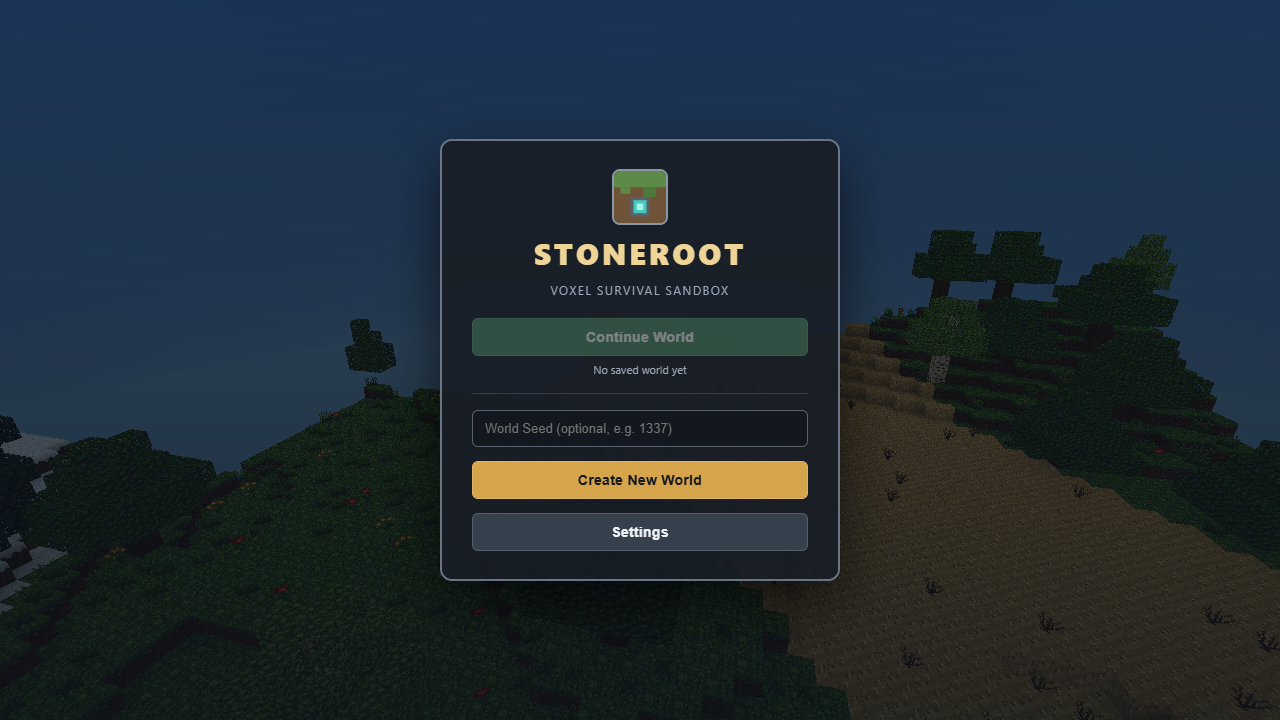 STONEROOT
VOXEL SURVIVAL SANDBOX
Continue World
No saved world yet
World Seed (optional, e.g. 1337)
Create New World
Settings